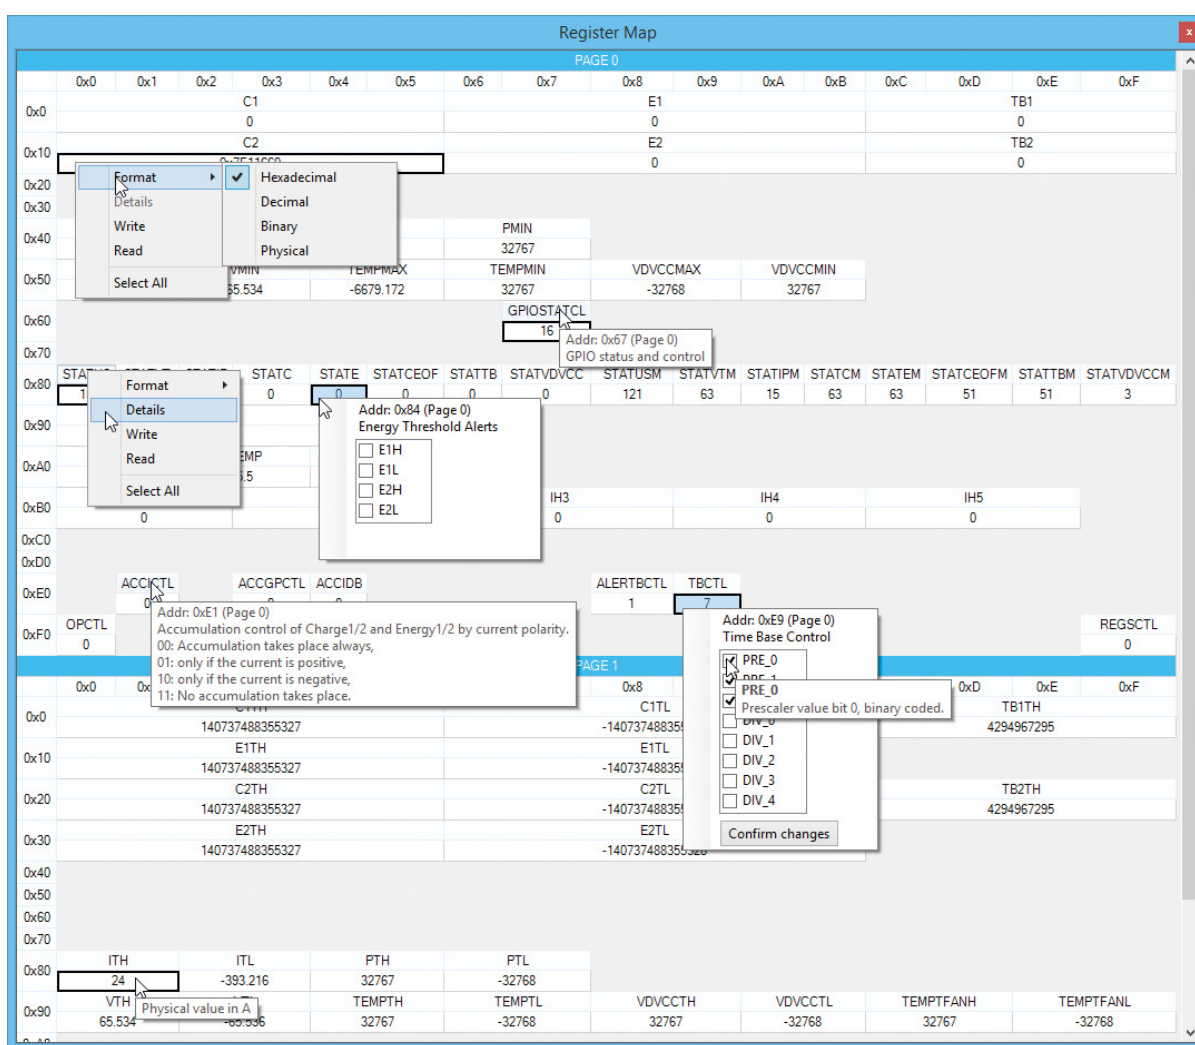 Register Map
x
PAGE 0
0x0 0x1 0x2 0x3 0x4 0x5 0x6 0x7 0x8 0x9 0xA 0xB 0xC 0xD 0xE 0xF
C1 E1 TB1
0x0
0 0 0
C2 E2 TB2
0x10
0 0
Format Hexadecimal
0x20
Details Decimal
0x30
Write Binary PMIN
0x40
Read Physical 32767
VMIN TEMPMAX TEMPMIN VDVCCMAX VDVCCMIN
0x50
Select All -6679.172 32767 -32768 32767
GPIOSTATCL
0x60
16
Addr: 0x67 (Page 0)
GPIO status and control
0x70
STATC STATE STATCEOF STATTB STATVDVCC STATUSM STATVTM STATIPM STATCM STATEM STATCEOFM STATTBM STATVDVCCM
0x80
0 0 0 0 0 121 63 15 63 63 51 51 3
Format
Details
Write
Read
Select All
Addr: 0x84 (Page 0)
Energy Threshold Alerts
E1H
E1L
E2H
E2L
0x90
0xA0
0xB0
IH3 IH4 IH5
0 0 0 0
0xC0
0xD0
ACCICTL ACCGPCTL ACCIDB ALERTBCTL TBCTL
0xE0
0 0 0 1 7
Addr: 0xE1 (Page 0)
Accumulation control of Charge1/2 and Energy1/2 by current polarity.
00: Accumulation takes place always,
01: only if the current is positive,
10: only if the current is negative,
11: No accumulation takes place.
OPCTL REGSCTL
0xF0
0 0
Addr: 0xE9 (Page 0)
Time Base Control
PRE_0
PRE_1
PRE_0
Prescaler value bit 0, binary coded.
DIV_0
DIV_1
DIV_2
DIV_3
DIV_4
Confirm changes
PAGE 1
0x0 0x8 0xD 0xE 0xF
C1TH C1TL TB1TH
0x0
140737488355327 4294967295
E1TH E1TL
0x10
140737488355327
C2TH C2TL TB2TH
0x20
140737488355327 4294967295
E2TH E2TL
0x30
140737488355327 -140737488355328
0x40
0x50
0x60
0x70
ITH ITL PTH PTL
0x80
24 -393.216 32767 -32768
Physical value in A
VTH TEMPTH TEMPTL VDVCCTH VDVCCTL TEMPTFANH TEMPTFANL
0x90
65.534 -65.536 32767 -32768 32767 -32768 32767 -32768